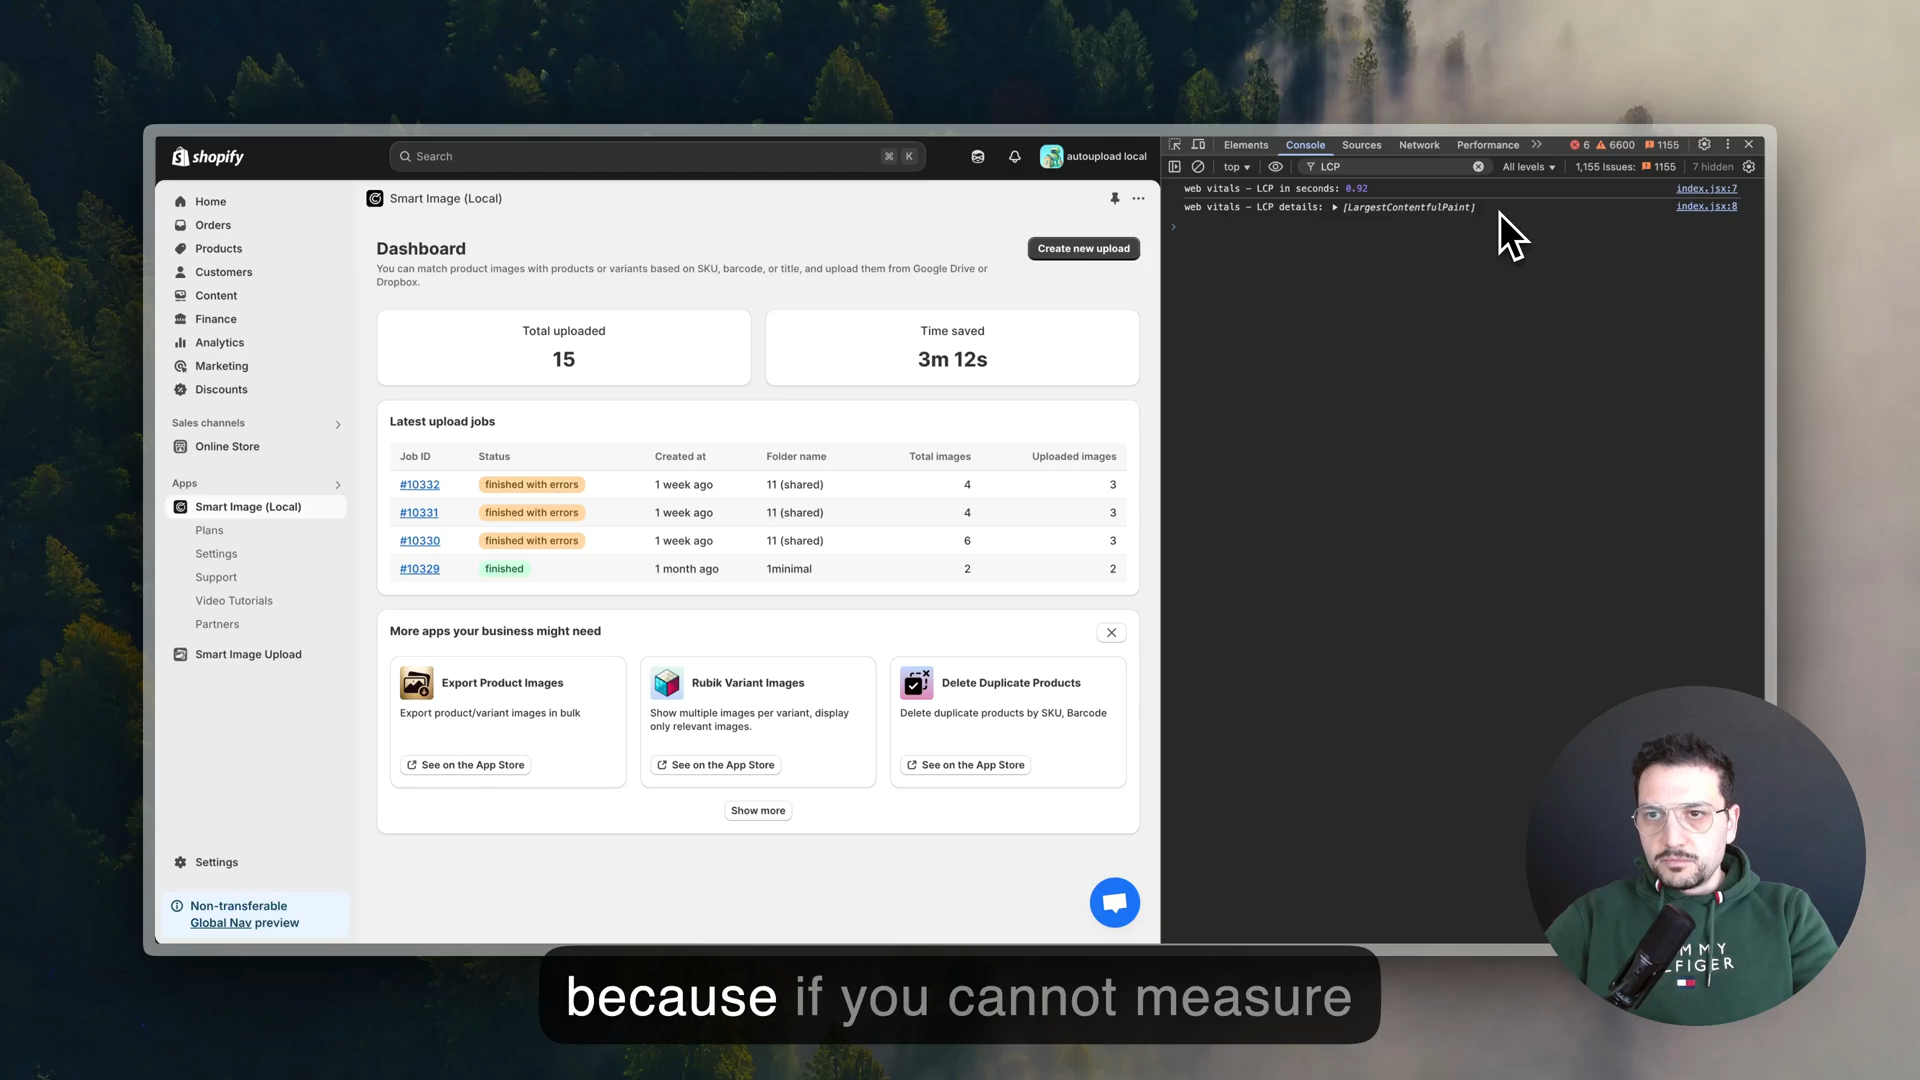 shopify
Search
⌘ K
autoupload local
Home
Orders
Products
Customers
Content
Finance
Analytics
Marketing
Discounts
Sales channels
Online Store
Apps
Smart Image (Local)
Plans
Settings
Support
Video Tutorials
Partners
Smart Image Upload
Settings
Non-transferable
Global Nav preview
Smart Image (Local)
Dashboard
Create new upload
You can match product images with products or variants based on SKU, barcode, or title, and upload them from Google Drive or
Dropbox.
Total uploaded
15
Time saved
3m 12s
Latest upload jobs
Job ID Status Created at Folder name Total images Uploaded images
#10332 finished with errors 1 week ago 11 (shared) 4 3
#10331 finished with errors 1 week ago 11 (shared) 4 3
#10330 finished with errors 1 week ago 11 (shared) 6 3
#10329 finished 1 month ago 1minimal 2 2
More apps your business might need
Export Product Images
Export product/variant images in bulk
See on the App Store
Rubik Variant Images
Show multiple images per variant, display
only relevant images.
See on the App Store
Delete Duplicate Products
Delete duplicate products by SKU, Barcode
See on the App Store
Show more
Elements Console Sources Network Performance 6 6600 1155
top LCP All levels 1,155 Issues: 1155 7 hidden
web vitals – LCP in seconds: 0.92 index.jsx:7
web vitals – LCP details: [LargestContentfulPaint] index.jsx:8
MMY
FIGER
because if you cannot measure